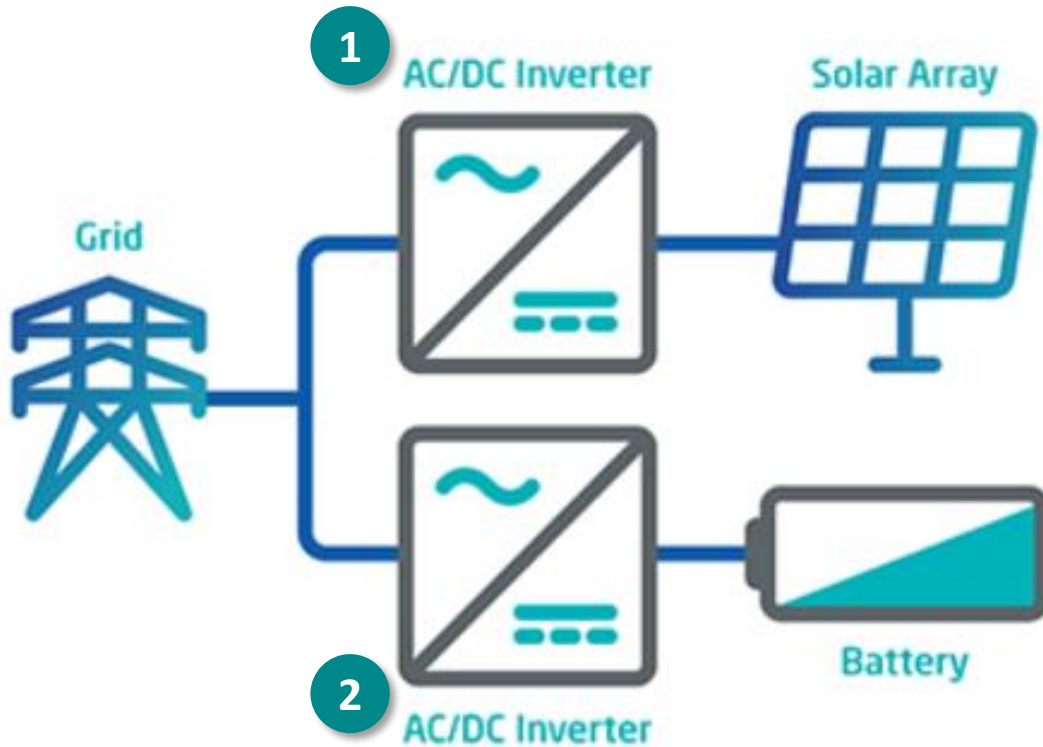 1
AC/DC Inverter
Solar Array
Grid
Battery
2
AC/DC Inverter